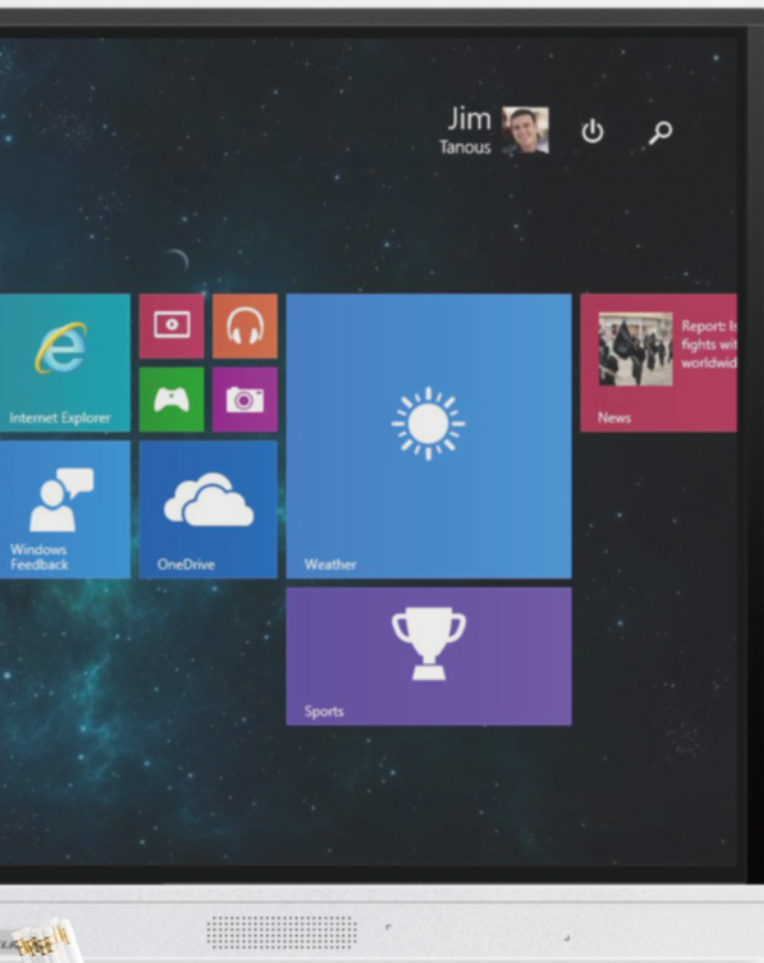 Jim
Tanous
Internet Explorer
Report: Is
fights wit
worldwid
News
Windows
Feedback
OneDrive
Weather
Sports